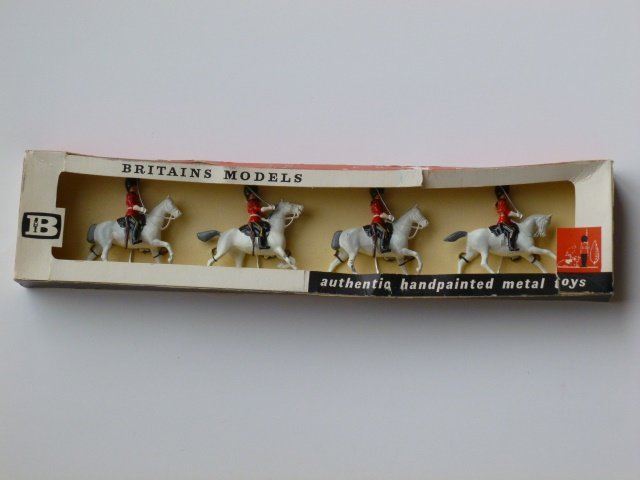 BRITAINS MODELS
B
authentic handpainted metal toys